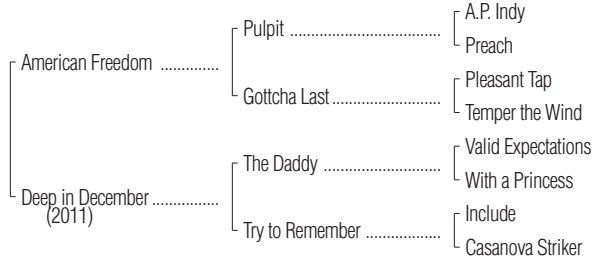 A.P. Indy
Pulpit ................................
Preach
American Freedom ..............
Pleasant Tap
Gottcha Last.......................
Temper the Wind
Valid Expectations
The Daddy .........................
With a Princess
Deep in December................
(2011)
Include
Try to Remember ................
Casanova Striker